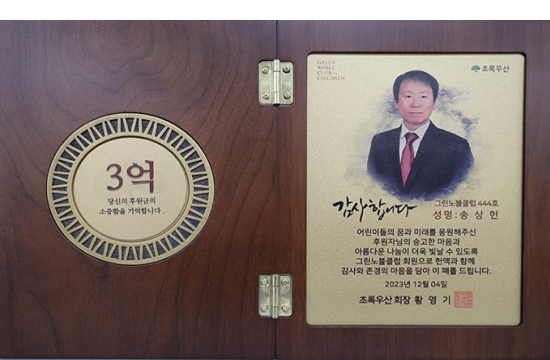 3억
당신의 후원금의
소중함을 기억합니다.
GREEN
NOBLE
CLUB for
CHILDREN
초록우산
감사합니다
그린노블클럽 444호
성명:송상헌
어린이들의 꿈과 미래를 응원해주신
후원자님의 숭고한 마음과
아름다운 나눔이 더욱 빛날 수 있도록
그린노블클럽 회원으로 헌액과 함께
감사와 존경의 마음을 담아 이 패를 드립니다.
2023년 12월 04일
초록우산 회장 황 영 기